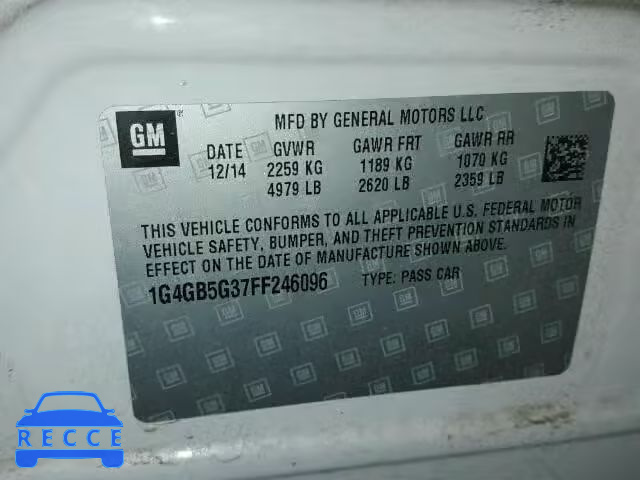 GM
MFD BY GENERAL MOTORS LLC
DATE GVWR GAWR FRT GAWR RR
12/14 2259 KG 1189 KG 1070 KG
4979 LB 2620 LB 2359 LB
THIS VEHICLE CONFORMS TO ALL APPLICABLE U.S. FEDERAL MOTOR
VEHICLE SAFETY, BUMPER, AND THEFT PREVENTION STANDARDS IN
EFFECT ON THE DATE OF MANUFACTURE SHOWN ABOVE.
1G4GB5G37FF246096 TYPE: PASS CAR
RECCE